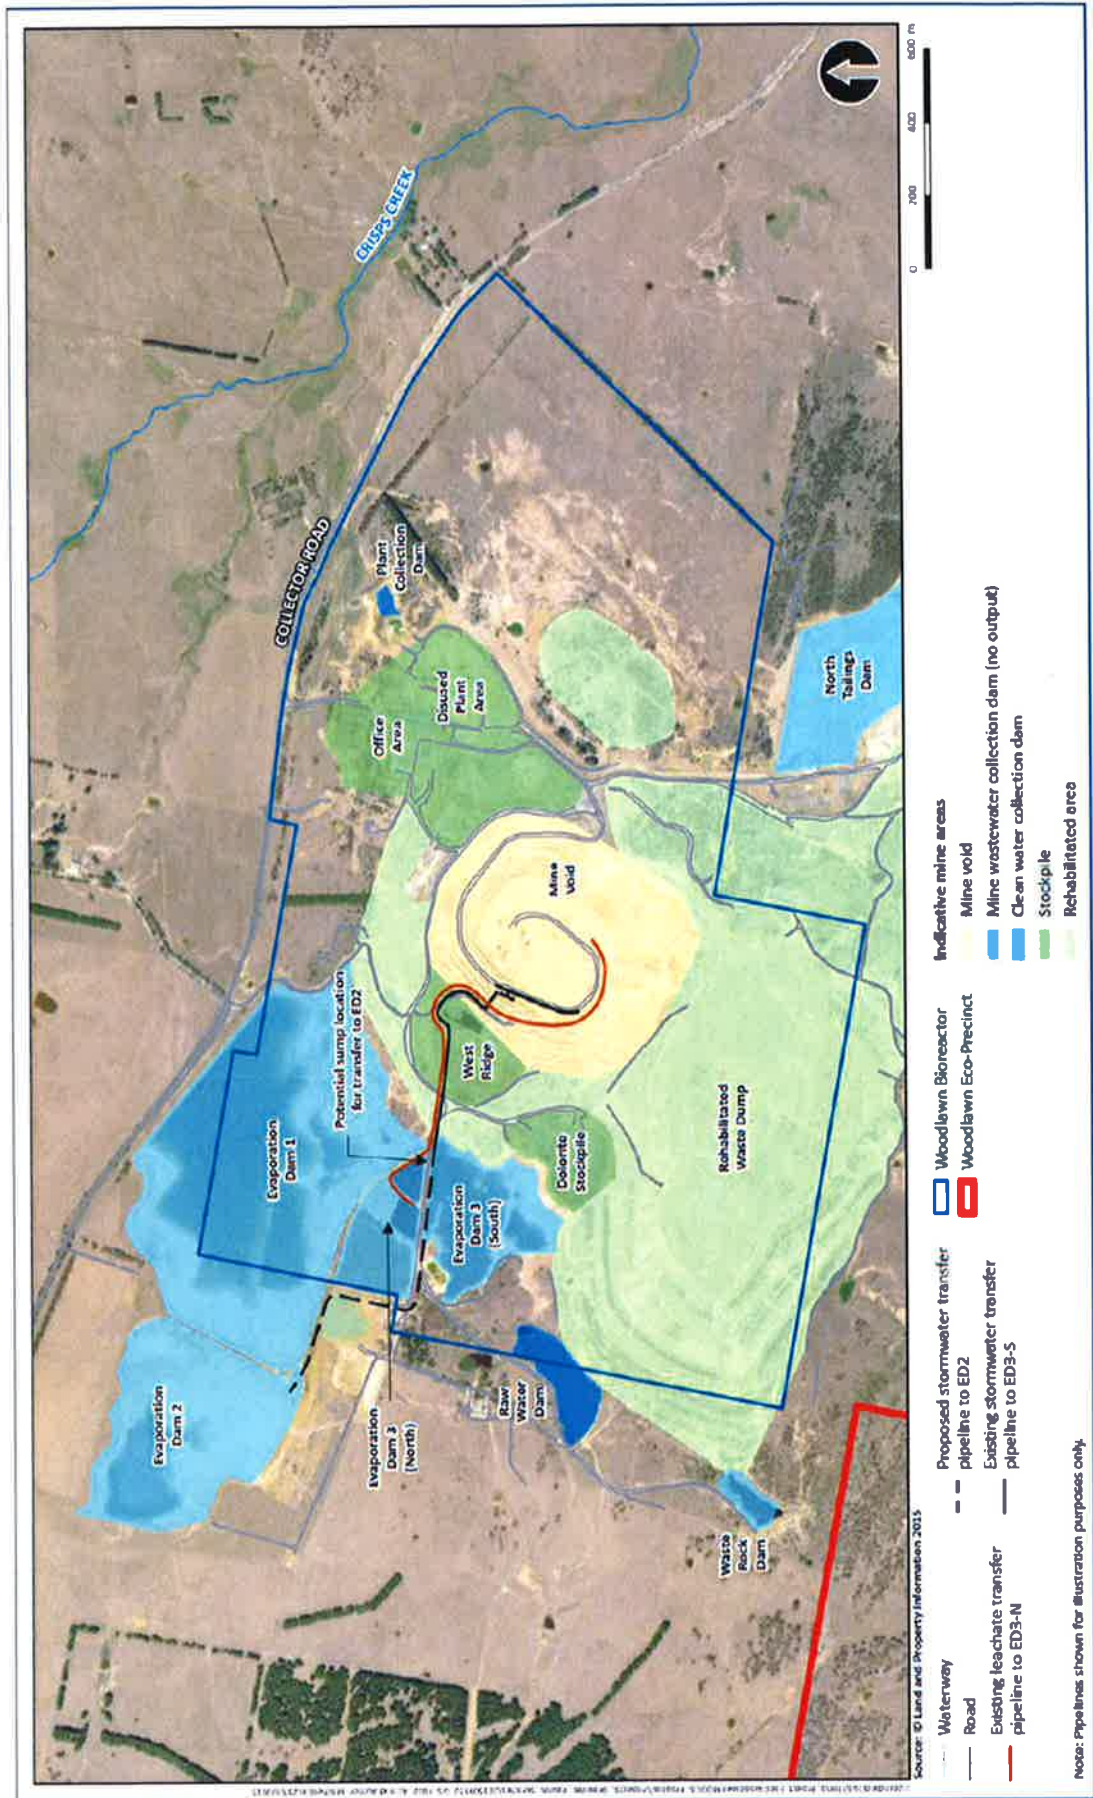 CRISPS CREEK
COLLECTOR ROAD
Plant
Collection
Dam
Office
Area
Disused
Plant
Area
North
Tailings
Dam
Mine
Void
Potential sump location
for transfer to ED2
West
Ridge
Evaporation
Dam 1
Dolorite
Stockpile
Rehabilitated
Waste Dump
Evaporation
Dam 3
(South)
Evaporation
Dam 2
Evaporation
Dam 3
(North)
Raw
Water
Dam
Waste
Rock
Dam
0 200 400 600 m
Source: © Land and Property Information 2015
Waterway
Road
Existing leachate transfer
pipeline to ED3-N
Proposed stormwater transfer
pipeline to ED2
Existing stormwater transfer
pipeline to ED3-S
Woodlawn Bioreactor
Woodlawn Eco-Precinct
Indicative mine areas
Mine void
Mine wastewater collection dam (no output)
Clean water collection dam
Stockpile
Rehabilitated area
Note: Pipelines shown for illustration purposes only.